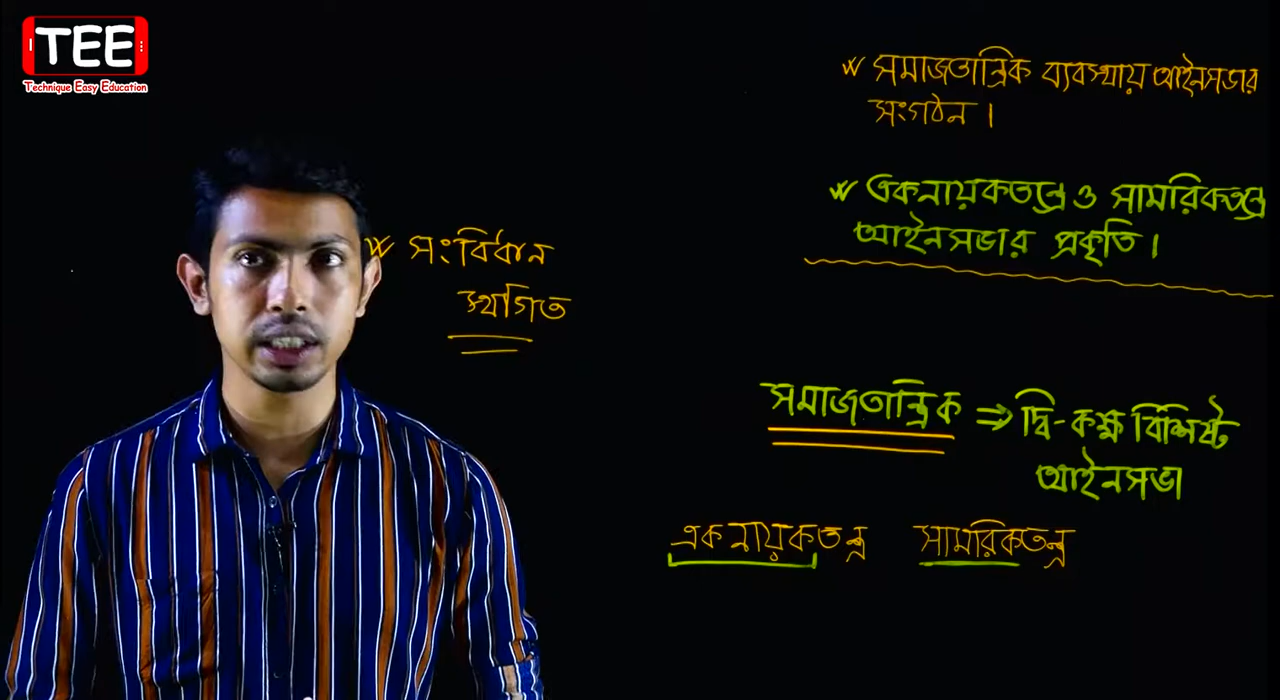 TEE
Technique Easy Education
সমাজতান্ত্রিক ব্যবস্থায় আইনসভার
সংগঠন।
একনায়কতন্ত্রে ও সামরিকতন্ত্রে
আইনসভার প্রকৃতি।
সংবিধান
স্থগিত
সমাজতান্ত্রিক ⇒ দ্বি-কক্ষ বিশিষ্ট
আইনসভা
একনায়কতন্ত্র সামরিকতন্ত্র